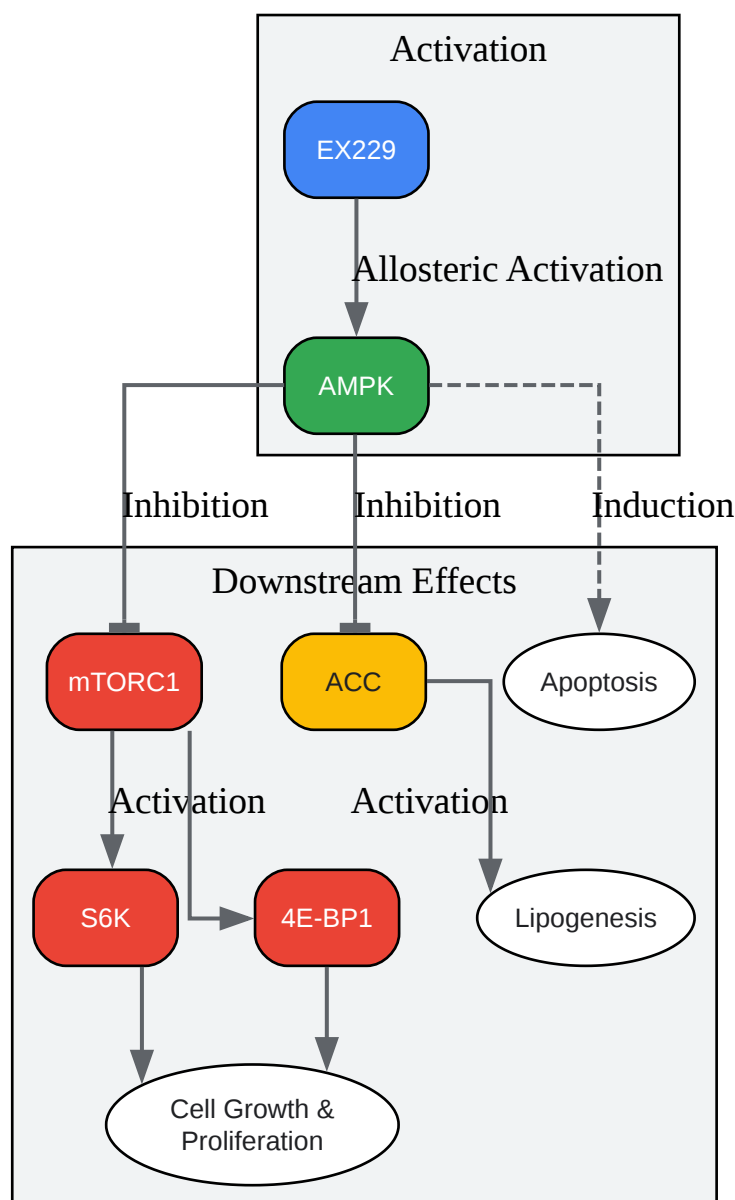 Activation
EX229
Allosteric Activation
AMPK
Inhibition
Inhibition
Induction
Downstream Effects
mTORC1
ACC
Apoptosis
Activation
Activation
S6K
4E-BP1
Lipogenesis
Cell Growth &
Proliferation